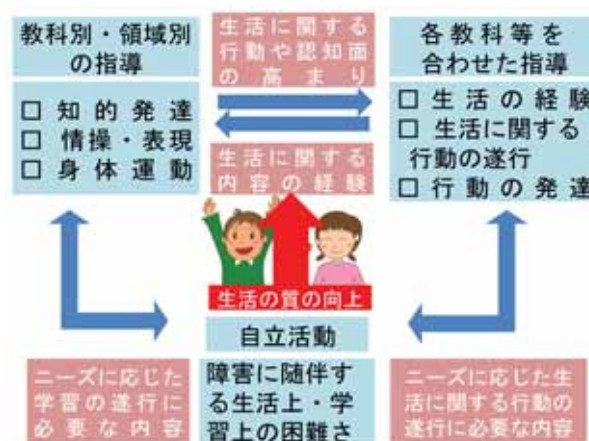 教科別・領域別
の指導
□ 知的発達
□ 情操・表現
□ 身体運動
生活に関する
行動や認知面
の高まり
生活に関する
内容の経験
各教科等を
合わせた指導
□ 生活の経験
□ 生活に関する
行動の遂行
□ 行動の発達
生活の質の向上
自立活動
障害に随伴す
る生活上・学
習上の困難さ
ニーズに応じた
学習の遂行に
必要な内容
ニーズに応じた生
活に関する行動の
遂行に必要な内容